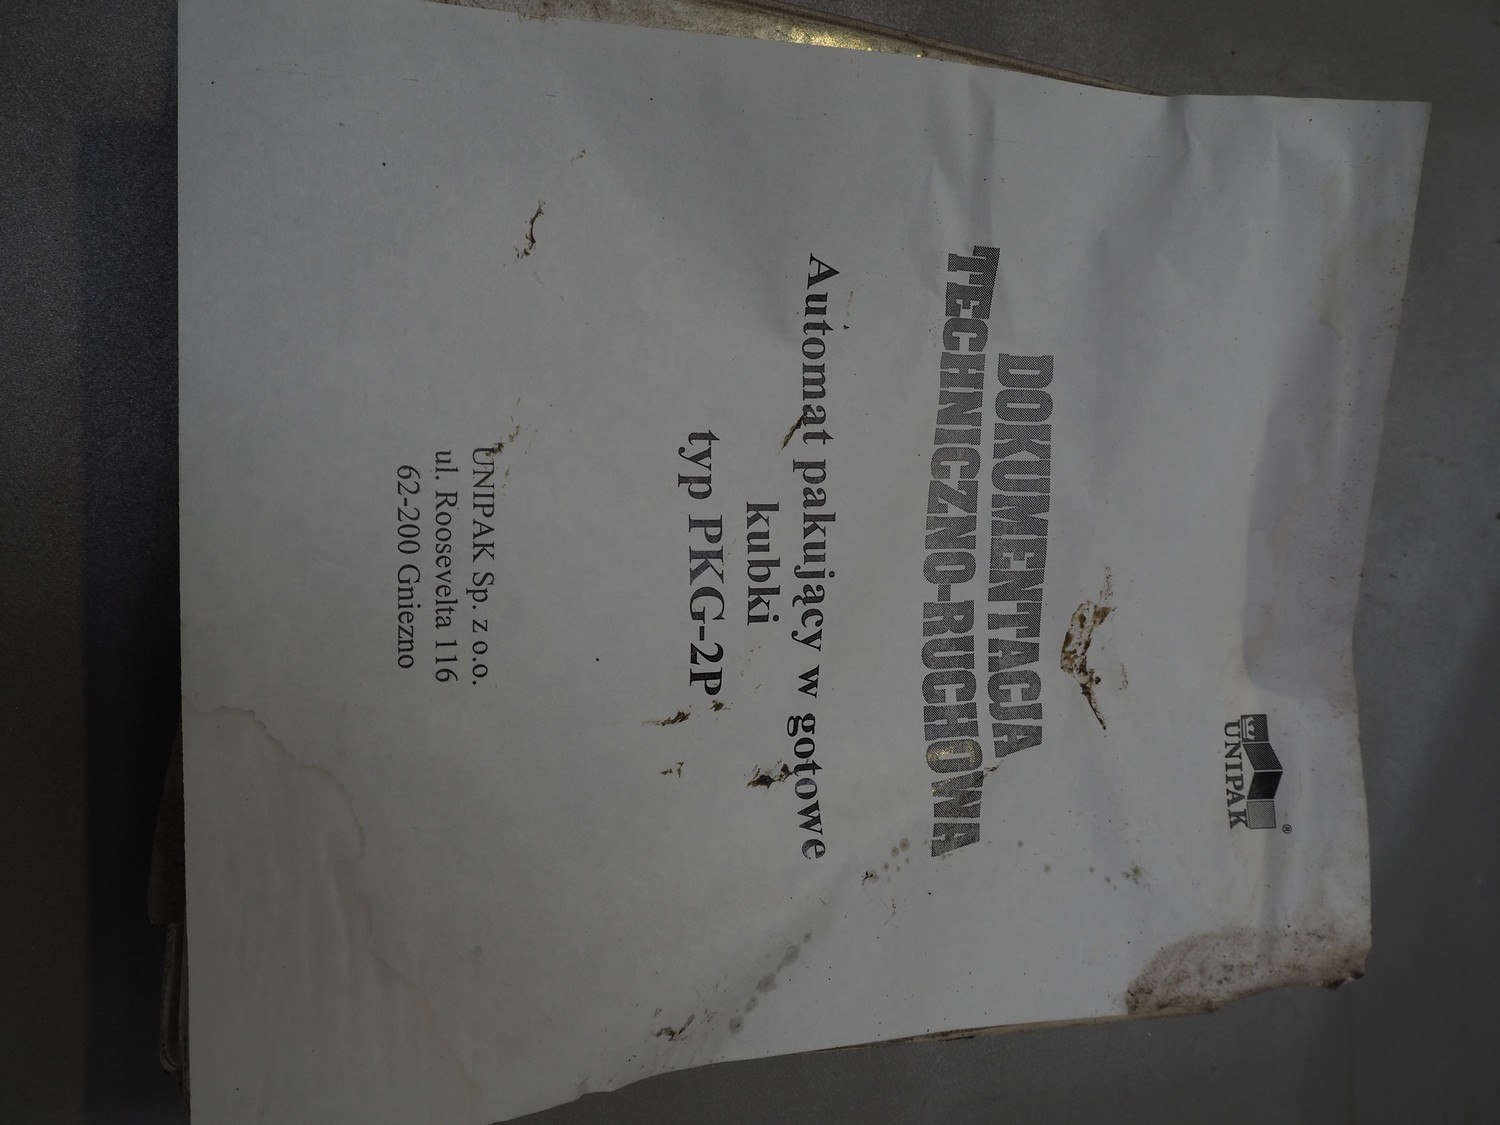 UNIPAK ®
DOKUMENTACJA
TECHNICZNO-RUCHOWA
Automat pakujący w gotowe
kubki
typ PKG-2P
UNIPAK Sp. z o.o.
ul. Roosevelta 116
62-200 Gniezno